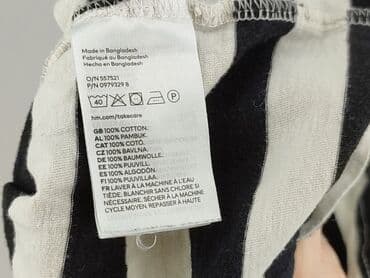 Made in Bangladesh
Fabriqué au Bangladesh
Hecho en Bangladesh
O/N 557521
P/N 0979329 8
40 P
hm.com/takecare
GB 100% COTTON.
AL 100% PAMBUK.
CAT 100% COTÓ.
CZ 100% BAVLNA.
DE 100% BAUMWOLLE.
EE 100% PUUVILL.
ES 100% ALGODÓN.
FI 100% PUUVILLAA.
FR LAVER À LA MACHINE À L'EAU
TIÈDE; BLANCHIR SANS CHLORE SI
NÉCESSAIRE, SÉCHER À LA MACHINE
CYCLE MOYEN, REPASSER À HAUTE